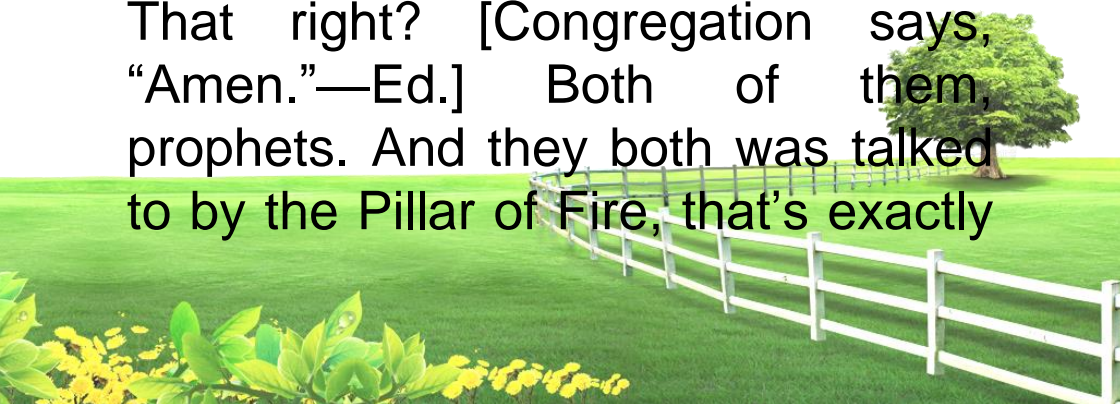 That right? [Congregation says,
“Amen.”—Ed.] Both of them,
prophets. And they both was talked
to by the Pillar of Fire, that’s exactly